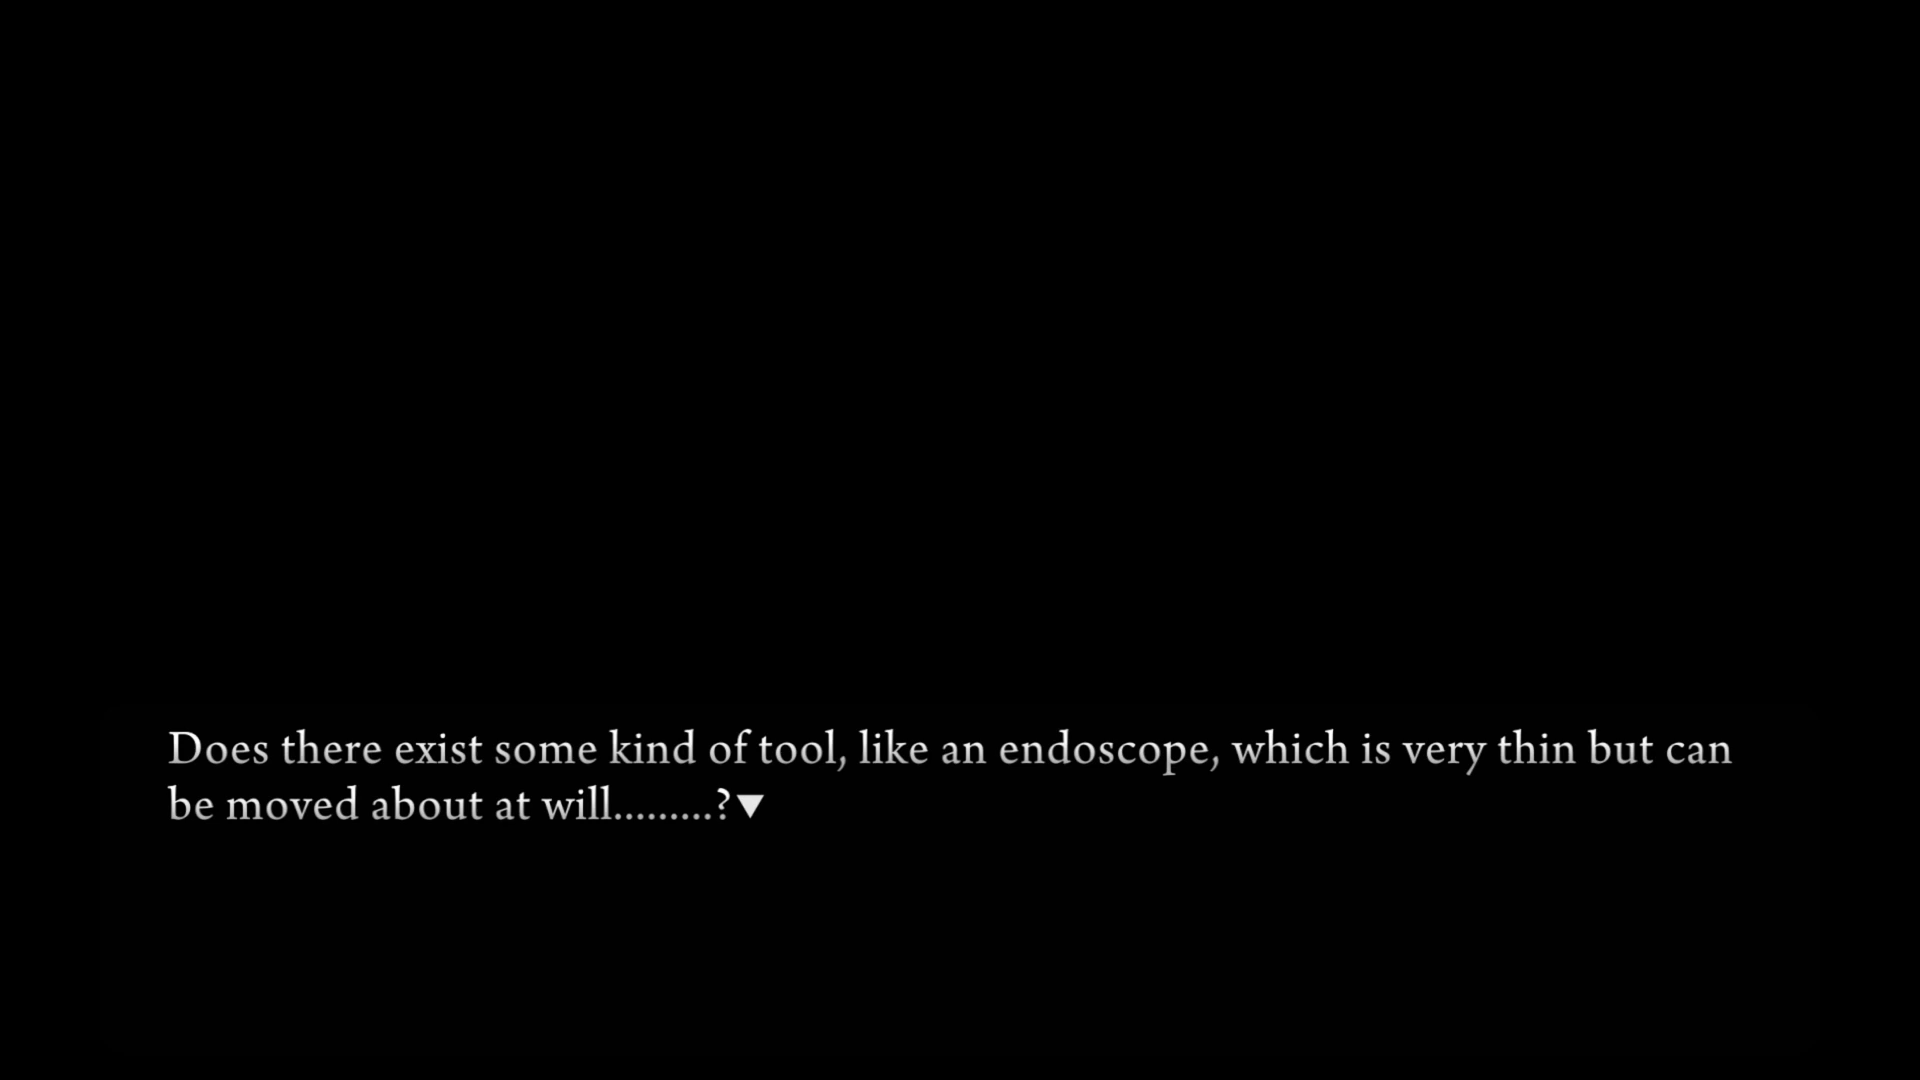 Does there exist some kind of tool, like an endoscope, which is very thin but can
be moved about at will.........?▼